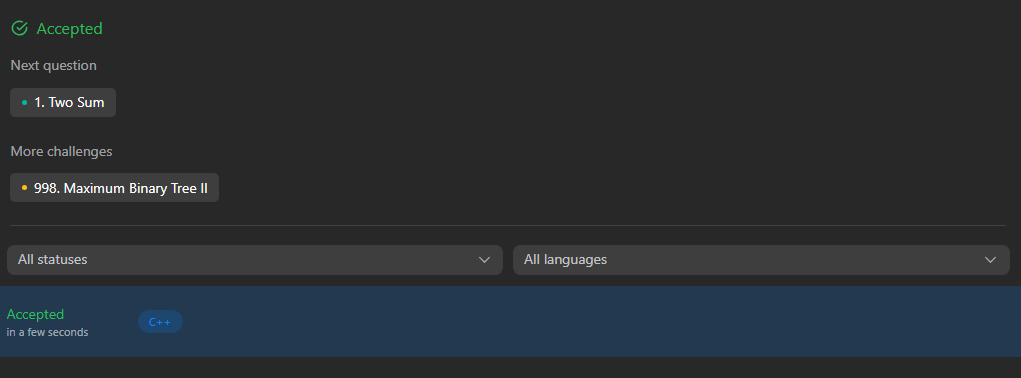 Accepted
Next question
1. Two Sum
More challenges
998. Maximum Binary Tree II
All statuses
All languages
Accepted
in a few seconds
C++